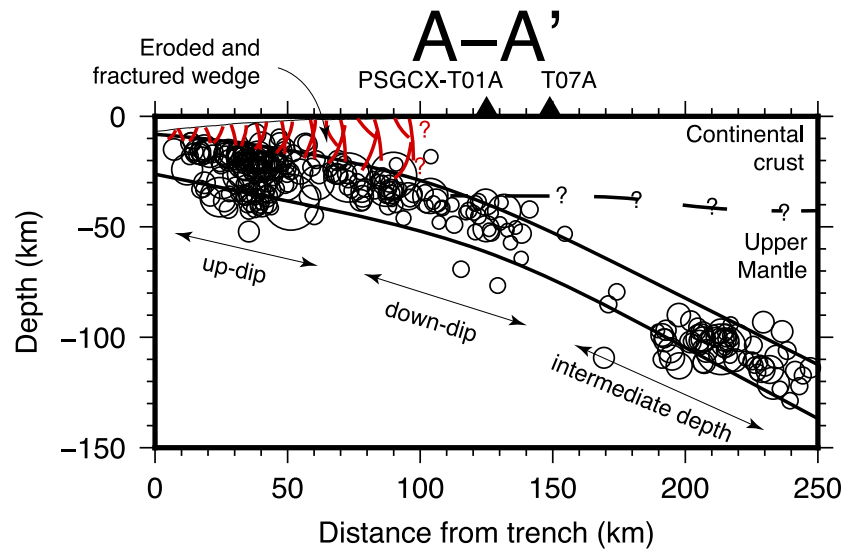 A–A’
Eroded and
fractured wedge
PSGCX-T01A
T07A
0
−50
−100
−150
Depth (km)
?
?
Continental
crust
?
?
?
?
Upper
Mantle
up-dip
down-dip
intermediate depth
0
50
100
150
200
250
Distance from trench (km)